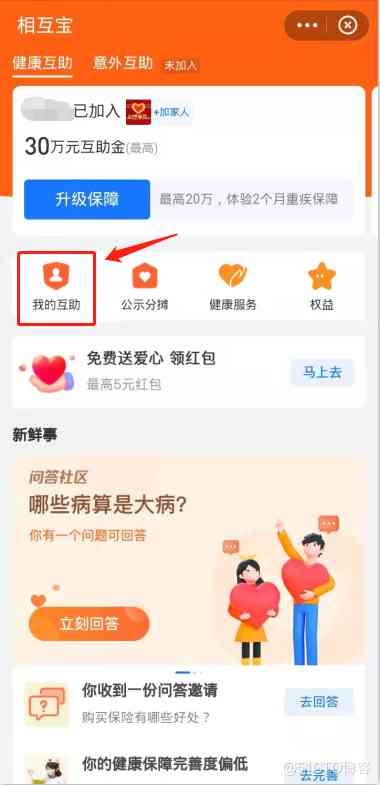 相互宝
健康互助 意外互助 未加入
已加入 +加家人
30万元互助金(最高)
升级保障 最高20万，体验2个月重疾保障
我的互助 公示分摊 健康服务 权益
免费送爱心 领红包
最高5元红包
马上去
新鲜事
问答社区
哪些病算是大病?
你有一个问题可回答
立刻回答
你收到一份问答邀请
购买保险有哪些好处？
去回答
你的健康保障完善度偏低
去完善
@51CTO博客